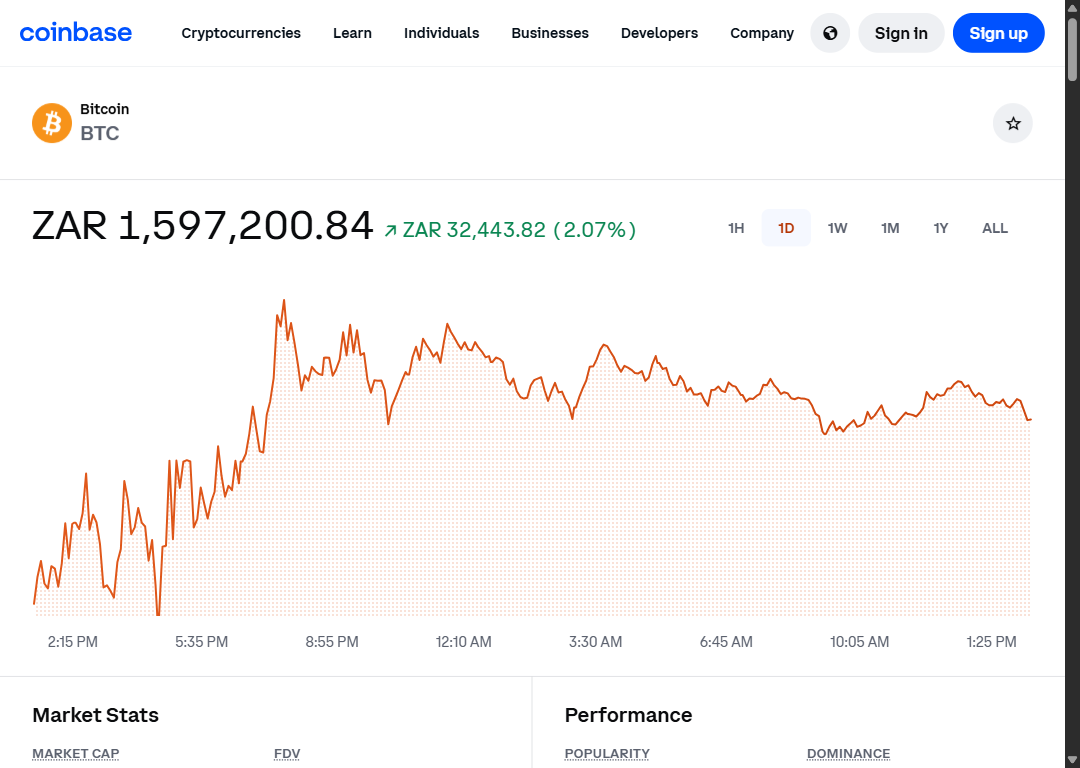 coinbase Cryptocurrencies Learn Individuals Businesses Developers Company Sign in Sign up
Bitcoin
BTC
ZAR 1,597,200.84 ↗ ZAR 32,443.82 (2.07%) 1H 1D 1W 1M 1Y ALL
2:15 PM 5:35 PM 8:55 PM 12:10 AM 3:30 AM 6:45 AM 10:05 AM 1:25 PM
Market Stats Performance
MARKET CAP FDV POPULARITY DOMINANCE